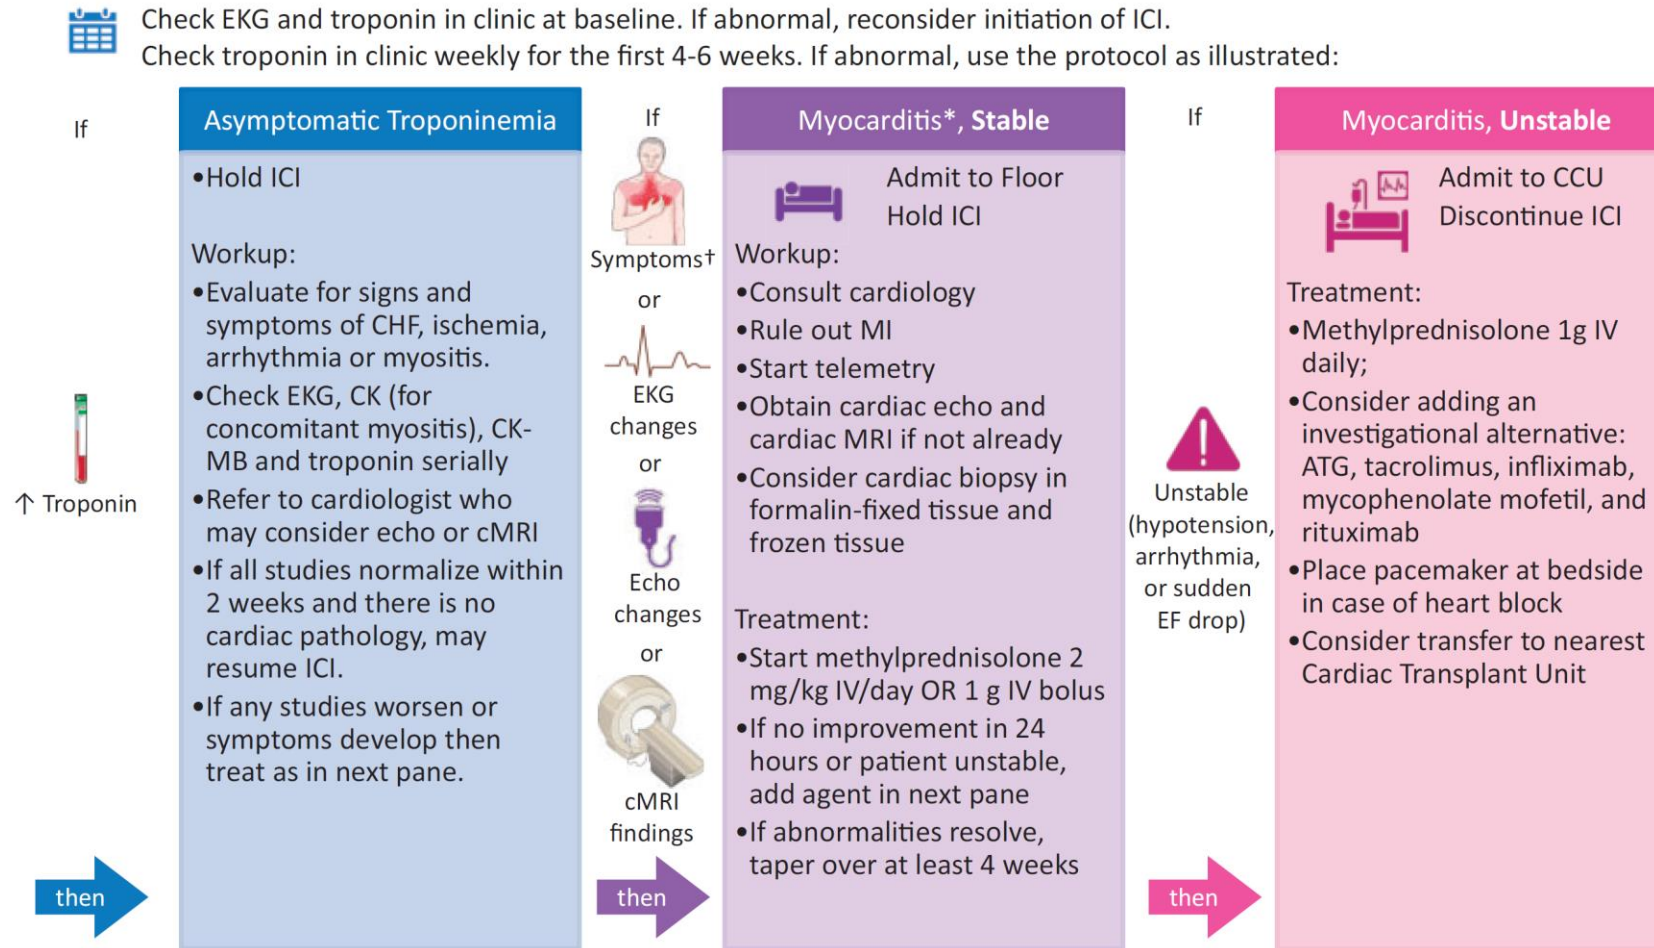 Check EKG and troponin in clinic at baseline. If abnormal, reconsider initiation of ICI.
Check troponin in clinic weekly for the first 4-6 weeks. If abnormal, use the protocol as illustrated:
If
↑ Troponin
then
Asymptomatic Troponinemia
•Hold ICI
Workup:
•Evaluate for signs and
symptoms of CHF, ischemia,
arrhythmia or myositis.
•Check EKG, CK (for
concomitant myositis), CK-
MB and troponin serially
•Refer to cardiologist who
may consider echo or cMRI
•If all studies normalize within
2 weeks and there is no
cardiac pathology, may
resume ICI.
•If any studies worsen or
symptoms develop then
treat as in next pane.
If
Symptoms†
or
EKG
changes
or
Echo
changes
or
cMRI
findings
then
Myocarditis*, Stable
Admit to Floor
Hold ICI
Workup:
•Consult cardiology
•Rule out MI
•Start telemetry
•Obtain cardiac echo and
cardiac MRI if not already
•Consider cardiac biopsy in
formalin-fixed tissue and
frozen tissue
Treatment:
•Start methylprednisolone 2
mg/kg IV/day OR 1 g IV bolus
•If no improvement in 24
hours or patient unstable,
add agent in next pane
•If abnormalities resolve,
taper over at least 4 weeks
If
Unstable
(hypotension,
arrhythmia,
or sudden
EF drop)
then
Myocarditis, Unstable
Admit to CCU
Discontinue ICI
Treatment:
•Methylprednisolone 1g IV
daily;
•Consider adding an
investigational alternative:
ATG, tacrolimus, infliximab,
mycophenolate mofetil, and
rituximab
•Place pacemaker at bedside
in case of heart block
•Consider transfer to nearest
Cardiac Transplant Unit